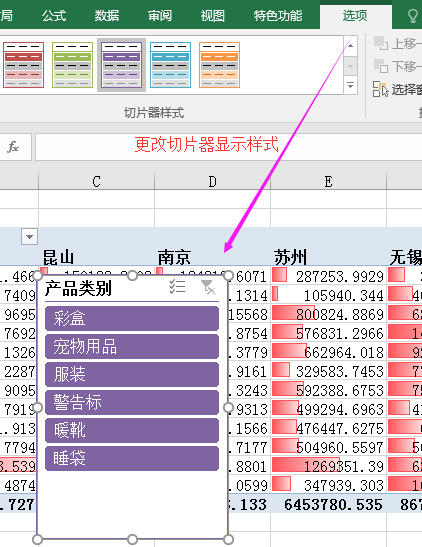 局 公式 数据 审阅 视图 特色功能 选项
上移一
下移一
选择窗
切片器样式
fx 更改切片器显示样式
C D E
昆山 南京 苏州 无锡
.466 .6071 287253.9929
7409 .1314 105940.344
9695 15568 800824.8869
7692 .8754 576831.2966
1326 .3779 662964.018
2287 .9161 329583.7453
9095 .3243 592388.6753
7919 .9313 499294.6963
1.913 .1566 476447.6275
7794 .7177 504960.5597
3.539 .8801 1269351.39
4874 .0599 347939.303
.727 3.133 6453780.535 867
产品类别
彩盒
宠物用品
服装
警告标
暖靴
睡袋